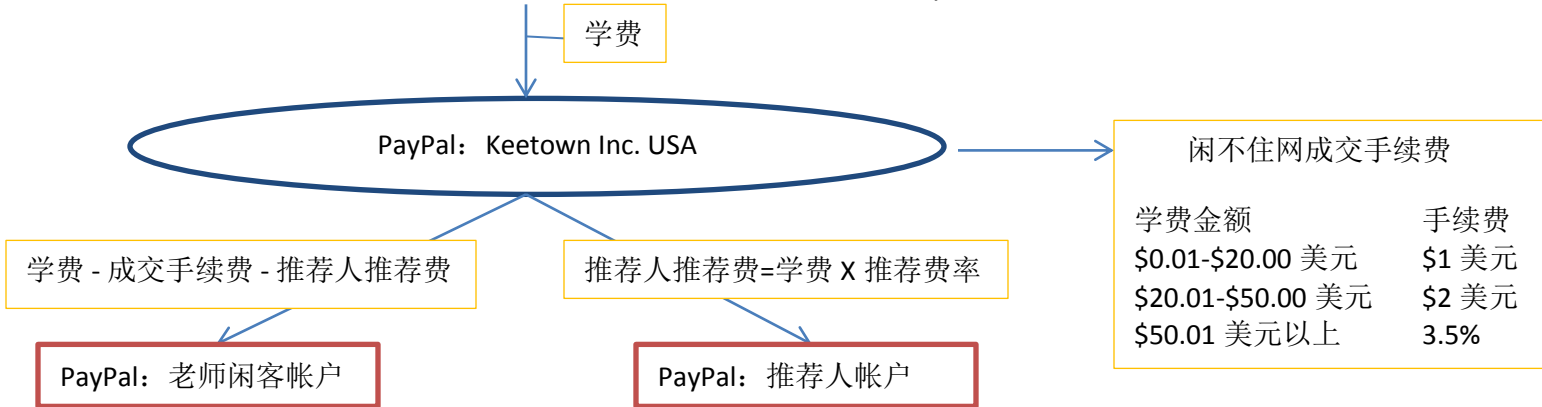 学费
PayPal：Keetown Inc. USA
闲不住网成交手续费
学费金额 手续费
$0.01-$20.00 美元 $1 美元
$20.01-$50.00 美元 $2 美元
$50.01 美元以上 3.5%
学费 - 成交手续费 - 推荐人推荐费
推荐人推荐费=学费 X 推荐费率
PayPal：老师闲客帐户
PayPal：推荐人帐户